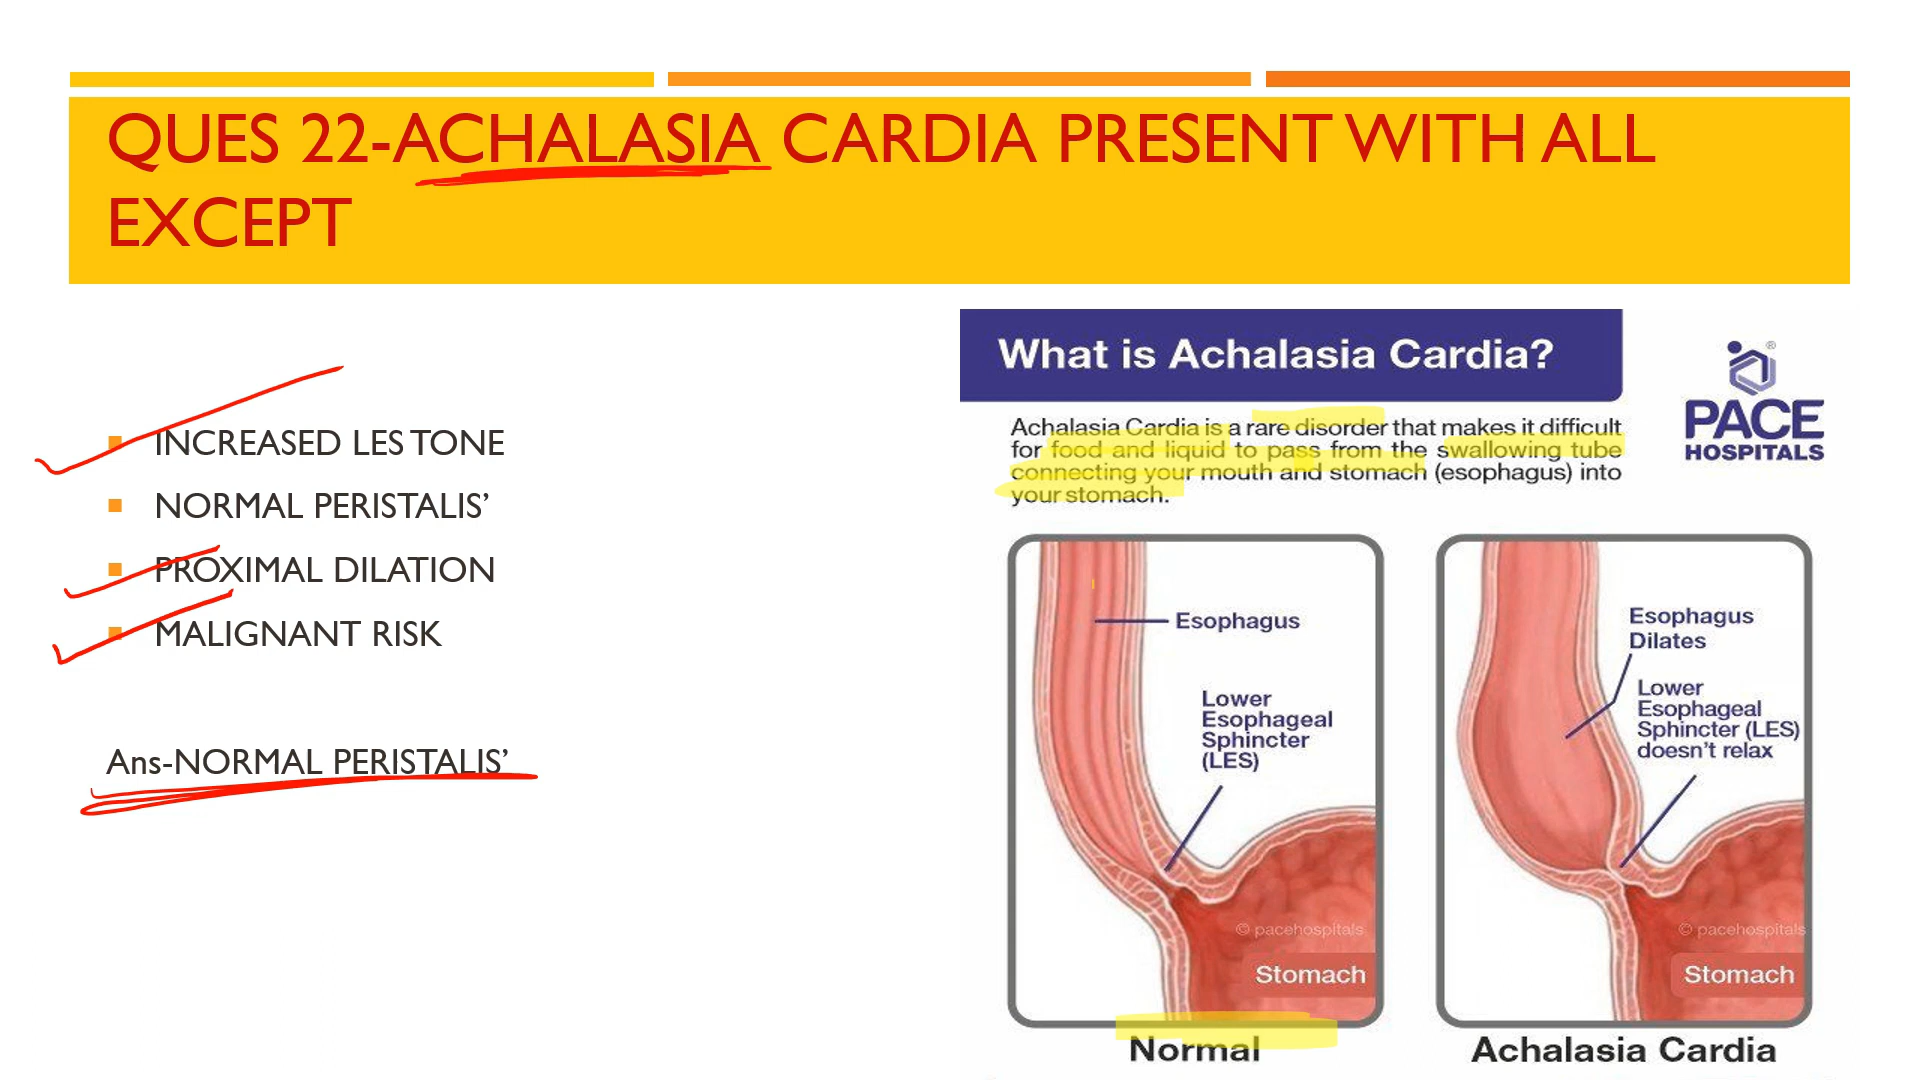 QUES 22-ACHALASIA CARDIA PRESENT WITH ALL
EXCEPT
INCREASED LES TONE
NORMAL PERISTALIS’
PROXIMAL DILATION
MALIGNANT RISK
Ans-NORMAL PERISTALIS’
What is Achalasia Cardia?
®
PACE
HOSPITALS
Achalasia Cardia is a rare disorder that makes it difficult
for food and liquid to pass from the swallowing tube
connecting your mouth and stomach (esophagus) into
your stomach.
Esophagus
Lower
Esophageal
Sphincter
(LES)
© pacehospitals
Stomach
Normal
Esophagus
Dilates
Lower
Esophageal
Sphincter (LES)
doesn't relax
© pacehospitals
Stomach
Achalasia Cardia